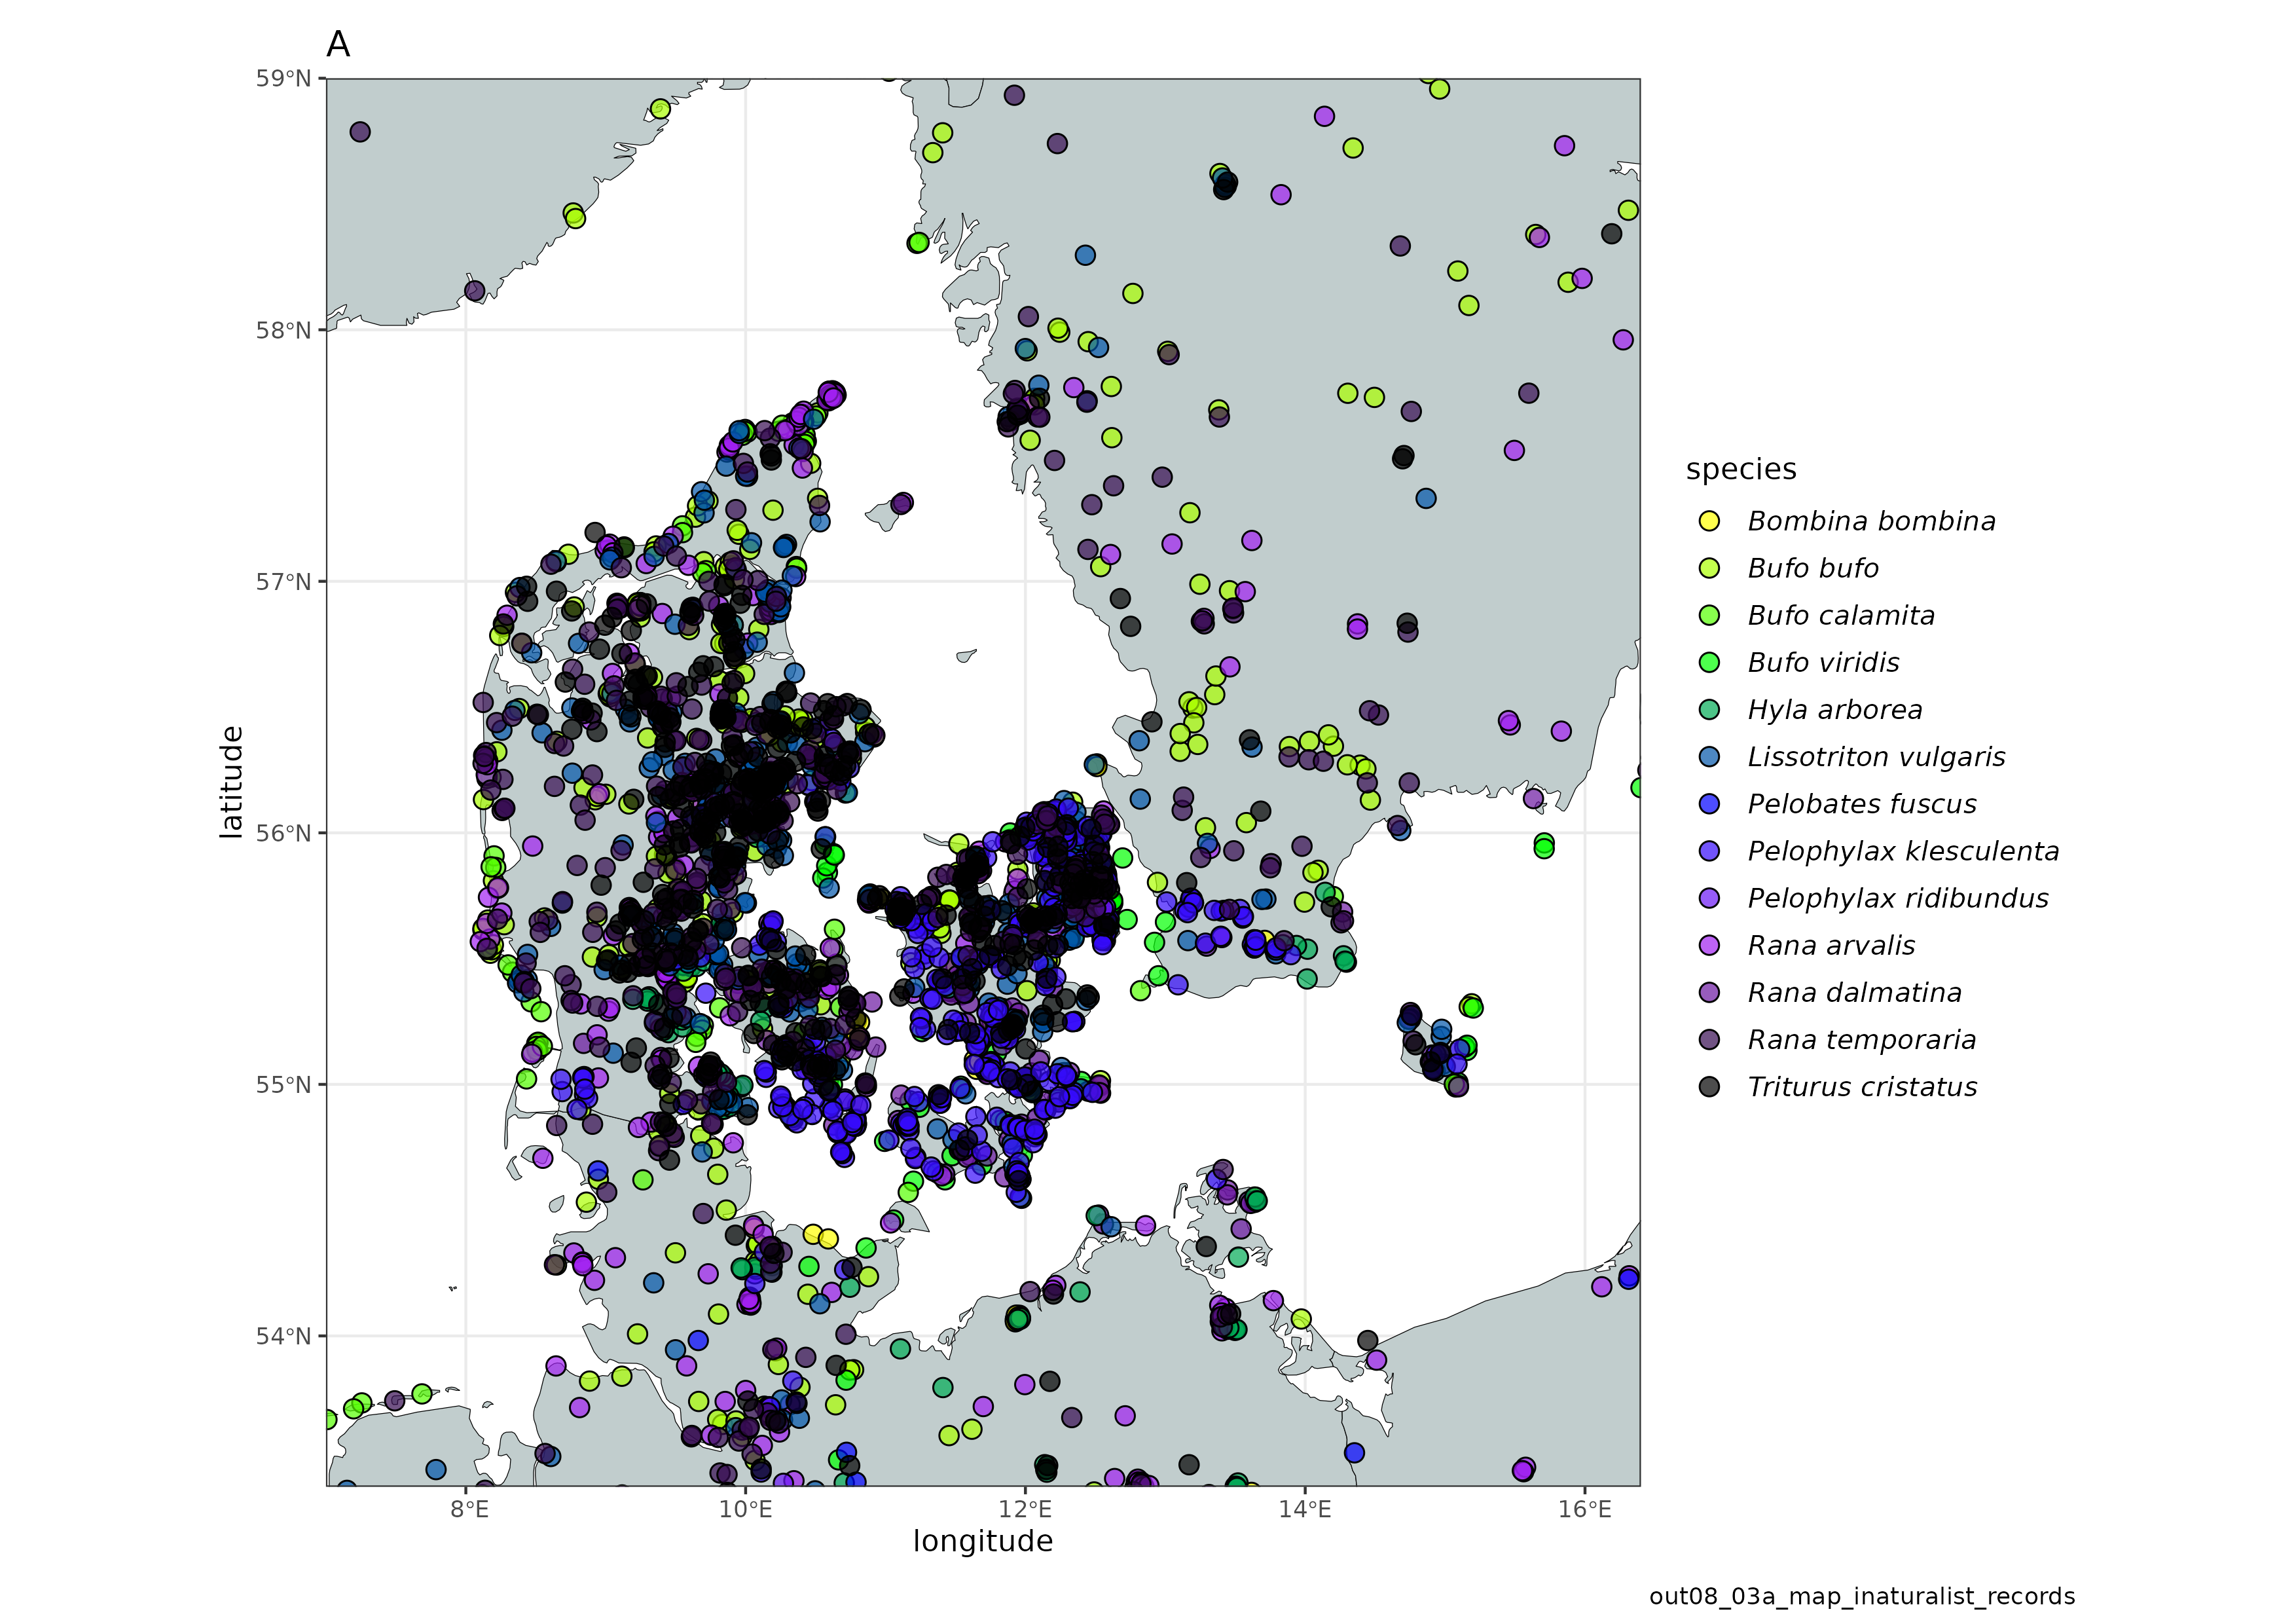 A
59°N
58°N
57°N
56°N
55°N
54°N
latitude
8°E 10°E 12°E 14°E 16°E
longitude
species
Bombina bombina
Bufo bufo
Bufo calamita
Bufo viridis
Hyla arborea
Lissotriton vulgaris
Pelobates fuscus
Pelophylax klesculenta
Pelophylax ridibundus
Rana arvalis
Rana dalmatina
Rana temporaria
Triturus cristatus
out08_03a_map_inaturalist_records